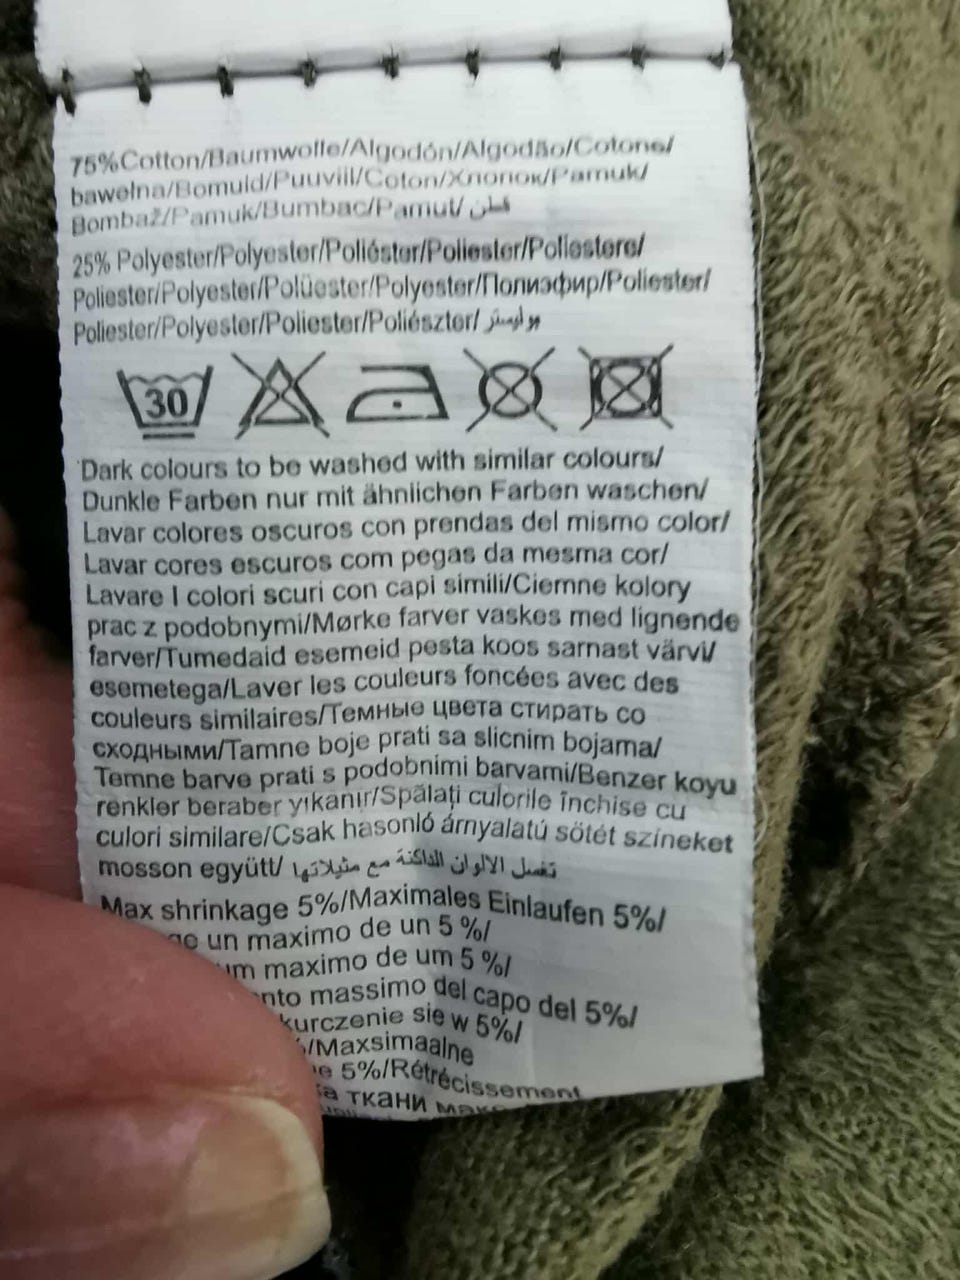 75%Cotton/Baumwolle/Algodón/Algodão/Cotone/
bawełna/Bomuld/Puuvill/Coton/Хлопок/Pamuk/
Bombaž/Pamuk/Bumbac/Pamut/ قطن
25% Polyester/Polyester/Poliéster/Poliester/Poliestere/
Poliester/Polyester/Polüester/Polyester/Полиэфир/Poliester/
Poliester/Polyester/Poliester/Poliészter/ بوليستر
30
Dark colours to be washed with similar colours/
Dunkle Farben nur mit ähnlichen Farben waschen/
Lavar colores oscuros con prendas del mismo color/
Lavar cores escuros com peças da mesma cor/
Lavare I colori scuri con capi simili/Ciemne kolory
prac z podobnymi/Mørke farver vaskes med lignende
farver/Tumedaid esemeid pesta koos sarnast värvi/
esemetega/Laver les couleurs foncées avec des
couleurs similaires/Темные цвета стирать со
сходными/Tamne boje prati sa slicnim bojama/
Temne barve prati s podobnimi barvami/Benzer koyu
renkler beraber yıkanır/Spălați culorile închise cu
culori similare/Csak hasonló árnyalatú sötét színeket
mosson együtt/ تغسل الالوان الداكنة مع مثيلاتها
Max shrinkage 5%/Maximales Einlaufen 5%/
un maximo de un 5 %/
um maximo de um 5 %/
nto massimo del capo del 5%/
kurczenie się w 5%/
/Maxsimaalne
ne 5%/Rétrécissement
ткани